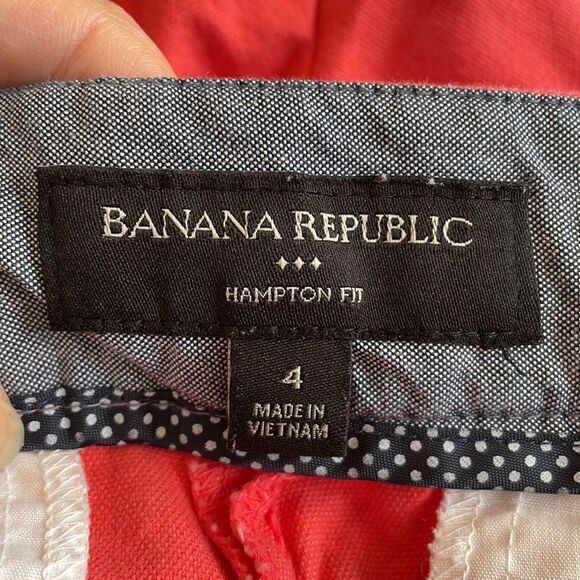 BANANA REPUBLIC
HAMPTON FIT
4
MADE IN
VIETNAM